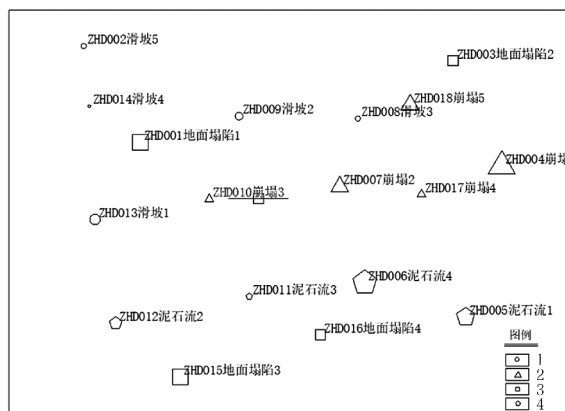 ZHD002滑坡5
ZHD003地面塌陷2
ZHD014滑坡4
ZHD018崩塌5
ZHD009滑坡2
ZHD008滑坡3
ZHD001地面塌陷1
ZHD004崩塌
ZHD007崩塌2
ZHD010崩塌3
ZHD017崩塌4
ZHD013滑坡1
ZHD006泥石流4
ZHD011泥石流3
ZHD012泥石流2
ZHD005泥石流1
ZHD016地面塌陷4
ZHD015地面塌陷3
图例
1
2
3
4